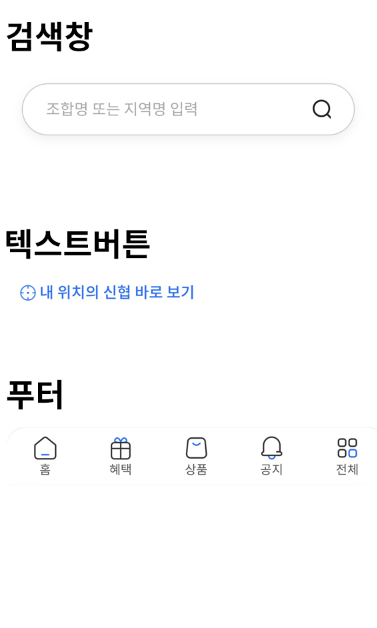 검색창
조합명 또는 지역명 입력
텍스트버튼
내 위치의 신협 바로 보기
푸터
홈 혜택 상품 공지 전체